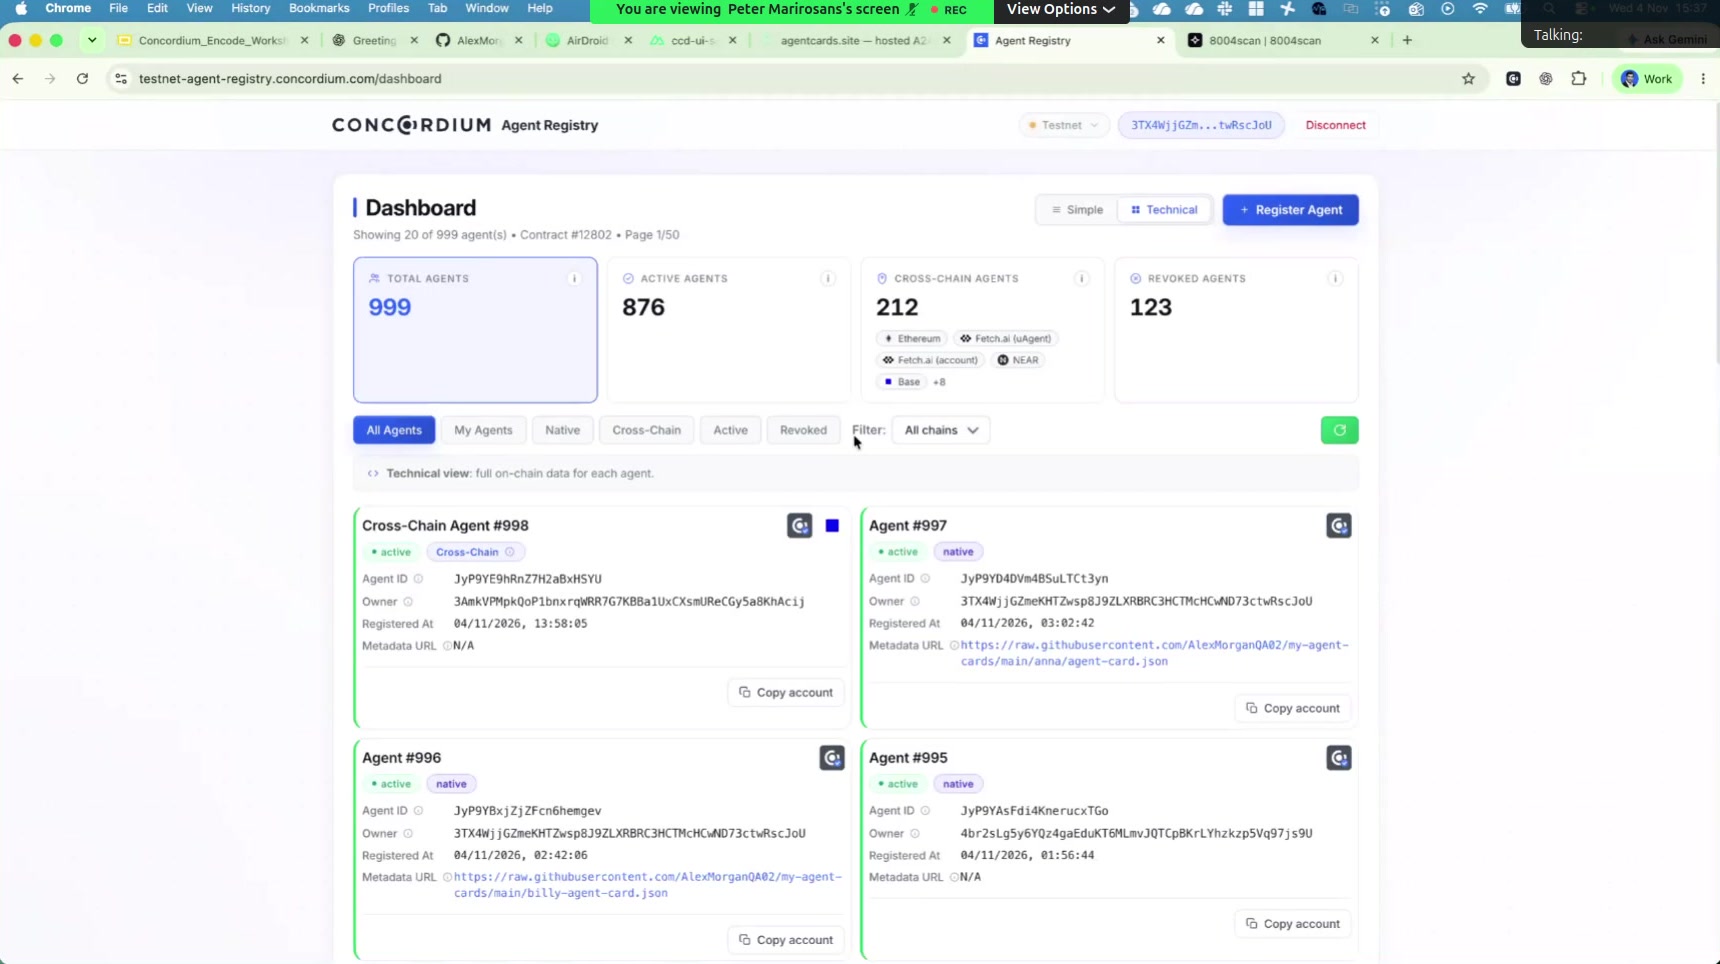 Chrome File Edit View History Bookmarks Profiles Tab Window Help
You are viewing Peter Marirosans's screen REC View Options
Wed 4 Nov 15:37
Talking:
Concordium_Encode_Worksh
Greeting
AlexMor
AirDroid
ccd-ui-s
agentcards.site — hosted A2
Agent Registry
8004scan | 8004scan
Ask Gemini
testnet-agent-registry.concordium.com/dashboard
Work
CONCORDIUM Agent Registry
Testnet
3TX4WjjGZm...twRscJoU
Disconnect
Dashboard
Simple
Technical
+ Register Agent
Showing 20 of 999 agent(s) • Contract #12802 • Page 1/50
TOTAL AGENTS
999
ACTIVE AGENTS
876
CROSS-CHAIN AGENTS
212
Ethereum Fetch.ai (uAgent)
Fetch.ai (account) NEAR
Base +8
REVOKED AGENTS
123
All Agents My Agents Native Cross-Chain Active Revoked Filter: All chains
<> Technical view: full on-chain data for each agent.
Cross-Chain Agent #998
• active Cross-Chain
Agent ID JyP9YE9hRnZ7H2aBxHSYU
Owner 3AmkVPMpkQoP1bnxrqWRR7G7KBBa1UxCXsmUReCGy5a8KhAcij
Registered At 04/11/2026, 13:58:05
Metadata URL N/A
Copy account
Agent #997
• active native
Agent ID JyP9YD4DVm4BSuLTCt3yn
Owner 3TX4WjjGZmeKHTZwsp8J9ZLXRBRC3HCTMcHCwND73ctwRscJoU
Registered At 04/11/2026, 03:02:42
Metadata URL https://raw.githubusercontent.com/AlexMorganQA02/my-agent-
cards/main/anna/agent-card.json
Copy account
Agent #996
• active native
Agent ID JyP9YBxjZjZFcn6hemgev
Owner 3TX4WjjGZmeKHTZwsp8J9ZLXRBRC3HCTMcHCwND73ctwRscJoU
Registered At 04/11/2026, 02:42:06
Metadata URL https://raw.githubusercontent.com/AlexMorganQA02/my-agent-
cards/main/billy-agent-card.json
Copy account
Agent #995
• active native
Agent ID JyP9YAsFdi4KnerucxTGo
Owner 4br2sLg5y6YQz4gaEduKT6MLmvJQTCpBKrLYhzkzp5Vq97js9U
Registered At 04/11/2026, 01:56:44
Metadata URL N/A
Copy account